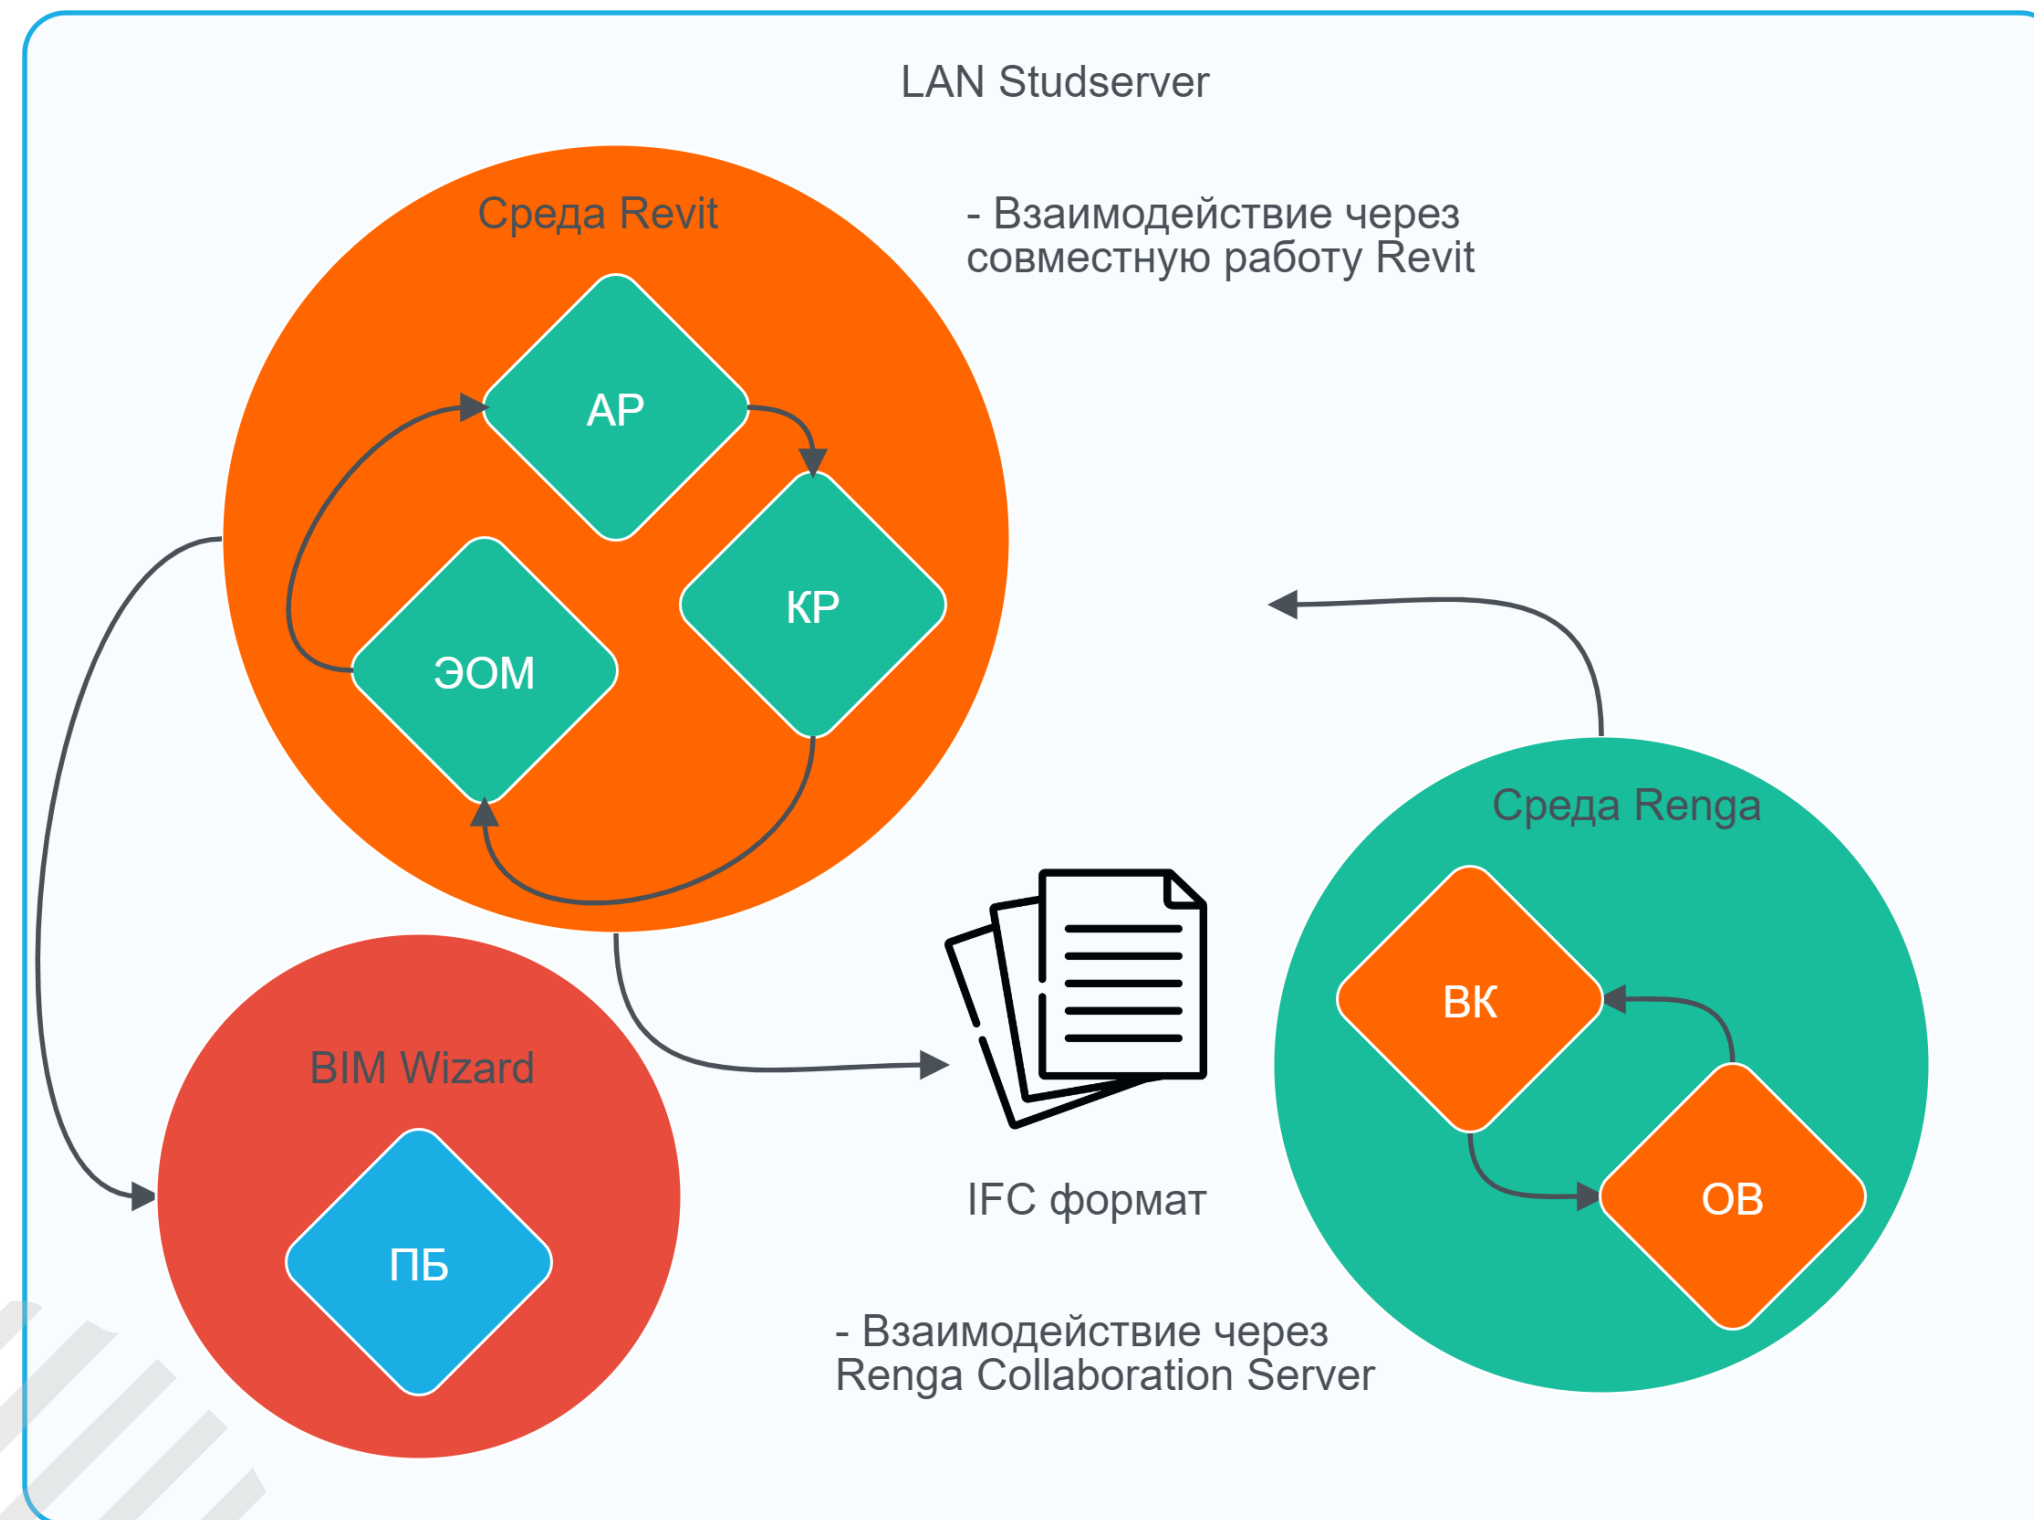 LAN Studserver
Среда Revit
- Взаимодействие через
совместную работу Revit
АР
КР
ЭОМ
Среда Renga
ВК
ОВ
BIM Wizard
ПБ
IFC формат
- Взаимодействие через
Renga Collaboration Server